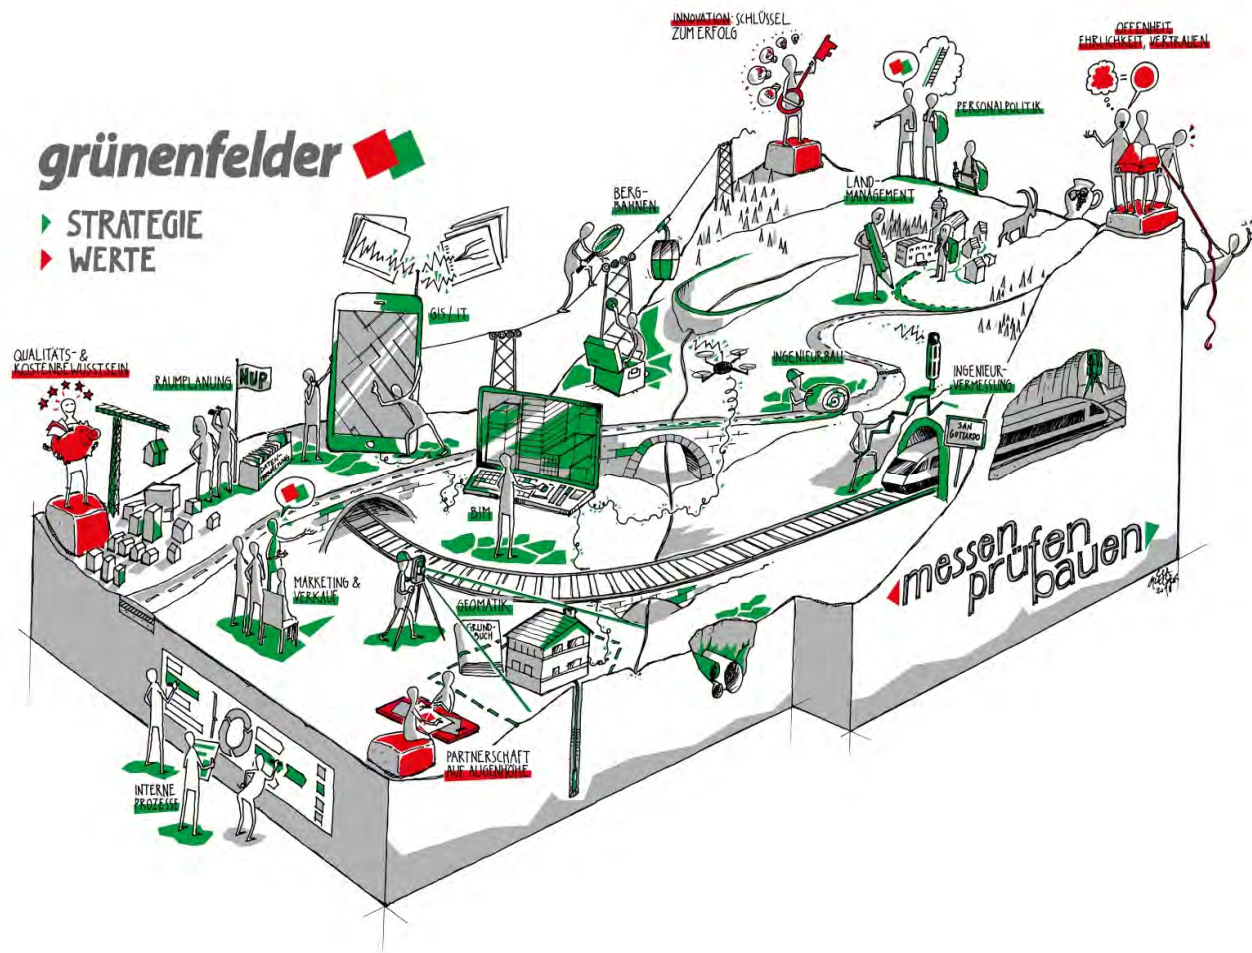 INNOVATION: SCHLÜSSEL
ZUM ERFOLG
OFFENHEIT
EHRLICHKEIT, VERTRAUEN
PERSONALPOLITIK
grünenfelder
STRATEGIE
WERTE
BERG-
BAHNEN
LAND-
MANAGEMENT
GIS/IT
QUALITÄTS- &
KOSTENBEWUSSTSEIN
RAUMPLANUNG
NUP
INGENIEURBAU
INGENIEUR-
VERMESSUNG
SAN
GOTTARDO
BIM
messen
prüfen
bauen
MARKETING &
VERKAUF
GEOMATIK
GRUND-
BUCH
PARTNERSCHAFT
AUF AUGENHÖHE
INTERNE
PROZESSE